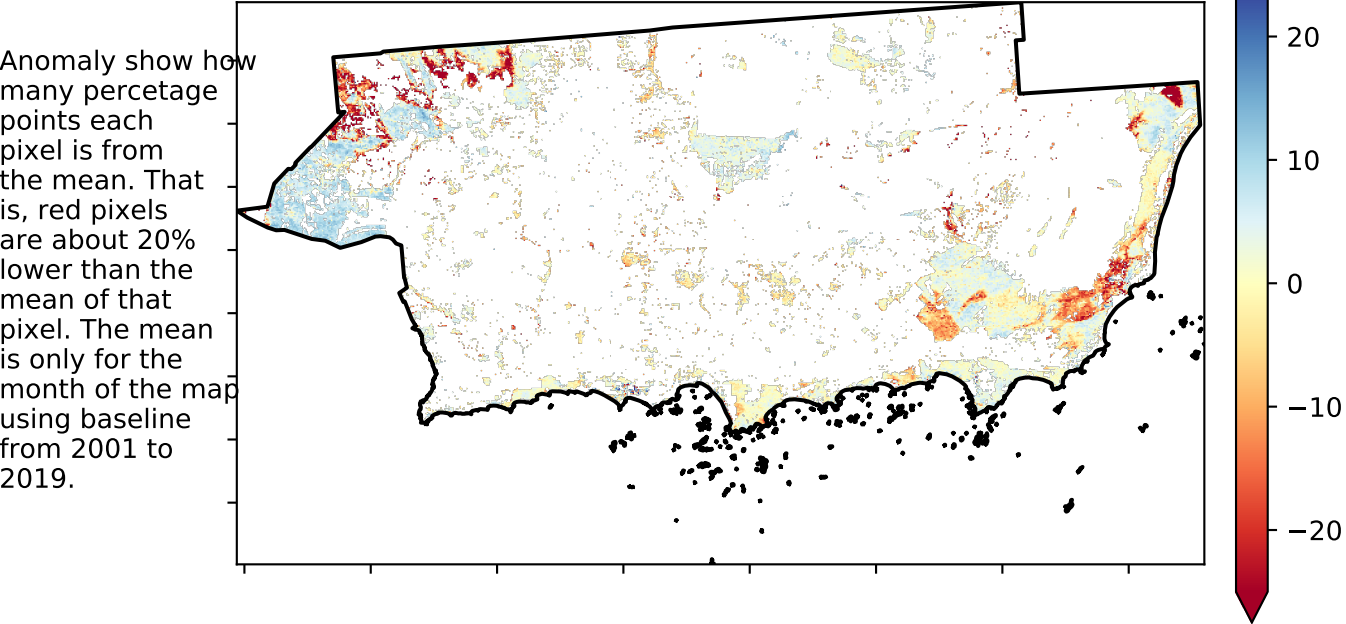 Anomaly show how
many percetage
points each
pixel is from
the mean. That
is, red pixels
are about 20%
lower than the
mean of that
pixel. The mean
is only for the
month of the map
using baseline
from 2001 to
2019.
20
10
0
−10
−20